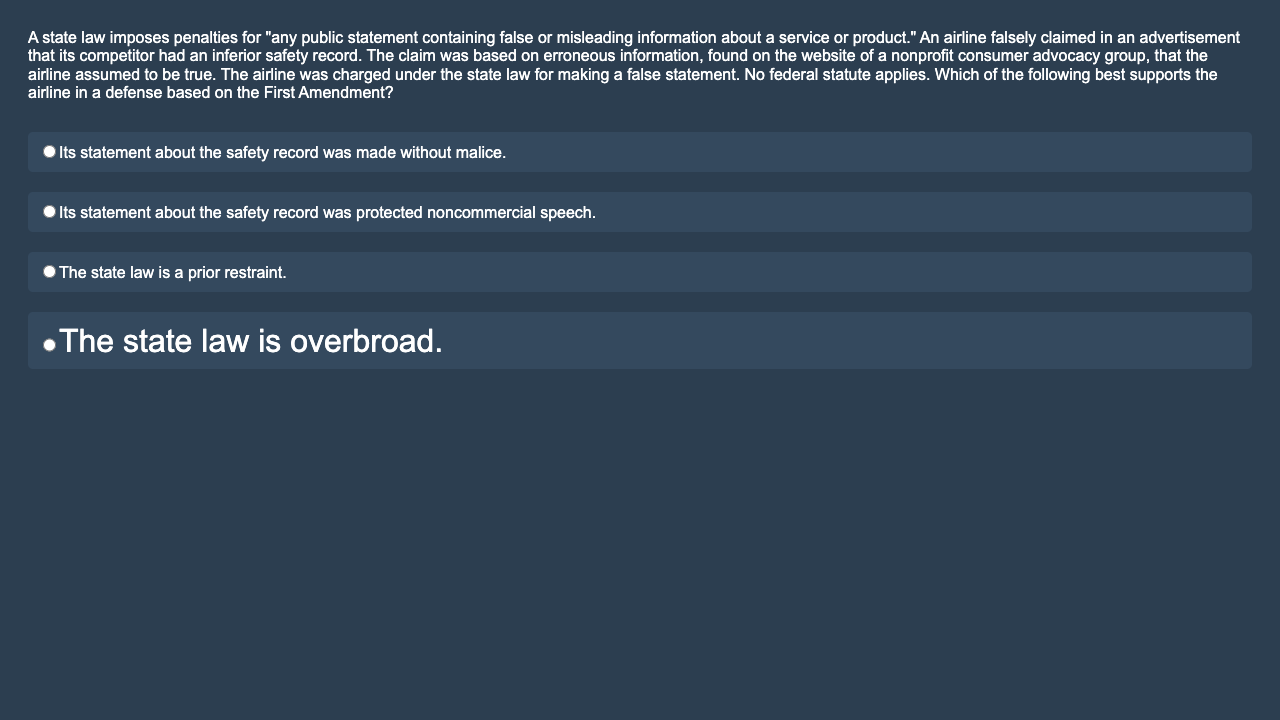 A state law imposes penalties for "any public statement containing false or misleading information about a service or product." An airline falsely claimed in an advertisement
that its competitor had an inferior safety record. The claim was based on erroneous information, found on the website of a nonprofit consumer advocacy group, that the
airline assumed to be true. The airline was charged under the state law for making a false statement. No federal statute applies. Which of the following best supports the
airline in a defense based on the First Amendment?
Its statement about the safety record was made without malice.
Its statement about the safety record was protected noncommercial speech.
The state law is a prior restraint.
The state law is overbroad.